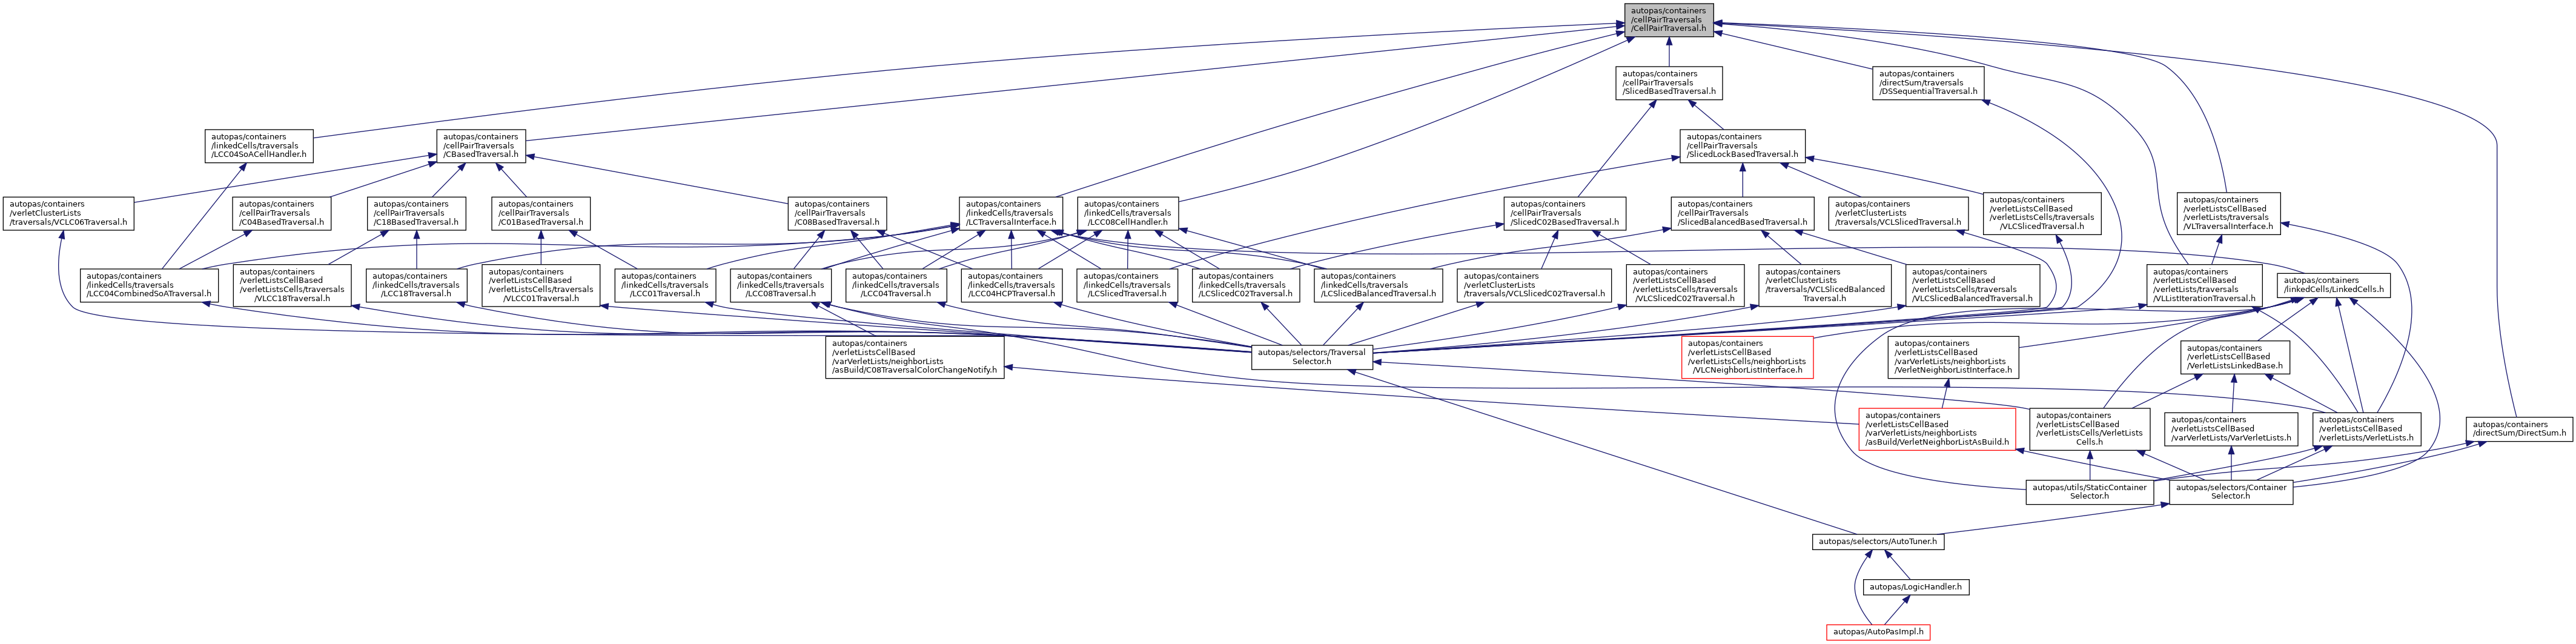 autopas/containers
/cellPairTraversals
/CellPairTraversal.h
autopas/containers
/cellPairTraversals
/SlicedBasedTraversal.h
autopas/containers
/directSum/traversals
/DSSequentialTraversal.h
autopas/containers
/linkedCells/traversals
/LCC04SoACellHandler.h
autopas/containers
/cellPairTraversals
/CBasedTraversal.h
autopas/containers
/cellPairTraversals
/SlicedLockBasedTraversal.h
autopas/containers
/verletClusterLists
/traversals/VCLC06Traversal.h
autopas/containers
/cellPairTraversals
/C04BasedTraversal.h
autopas/containers
/cellPairTraversals
/C18BasedTraversal.h
autopas/containers
/cellPairTraversals
/C01BasedTraversal.h
autopas/containers
/cellPairTraversals
/C08BasedTraversal.h
autopas/containers
/linkedCells/traversals
/LCTraversalInterface.h
autopas/containers
/linkedCells/traversals
/LCC08CellHandler.h
autopas/containers
/cellPairTraversals
/SlicedC02BasedTraversal.h
autopas/containers
/cellPairTraversals
/SlicedBalancedBasedTraversal.h
autopas/containers
/verletClusterLists
/traversals/VCLSlicedTraversal.h
autopas/containers
/verletListsCellBased
/verletListsCells/traversals
/VLCSlicedTraversal.h
autopas/containers
/verletListsCellBased
/verletLists/traversals
/VLTraversalInterface.h
autopas/containers
/linkedCells/traversals
/LCC04CombinedSoATraversal.h
autopas/containers
/verletListsCellBased
/verletListsCells/traversals
/VLCC18Traversal.h
autopas/containers
/linkedCells/traversals
/LCC18Traversal.h
autopas/containers
/verletListsCellBased
/verletListsCells/traversals
/VLCC01Traversal.h
autopas/containers
/linkedCells/traversals
/LCC01Traversal.h
autopas/containers
/linkedCells/traversals
/LCC08Traversal.h
autopas/containers
/linkedCells/traversals
/LCC04Traversal.h
autopas/containers
/linkedCells/traversals
/LCC04HCPTraversal.h
autopas/containers
/linkedCells/traversals
/LCSlicedTraversal.h
autopas/containers
/linkedCells/traversals
/LCSlicedC02Traversal.h
autopas/containers
/linkedCells/traversals
/LCSlicedBalancedTraversal.h
autopas/containers
/verletClusterLists
/traversals/VCLSlicedC02Traversal.h
autopas/containers
/verletListsCellBased
/verletListsCells/traversals
/VLCSlicedC02Traversal.h
autopas/containers
/verletClusterLists
/traversals/VCLSlicedBalanced
Traversal.h
autopas/containers
/verletListsCellBased
/verletListsCells/traversals
/VLCSlicedBalancedTraversal.h
autopas/containers
/verletListsCellBased
/verletLists/traversals
/VLListIterationTraversal.h
autopas/containers
/linkedCells/LinkedCells.h
autopas/containers
/verletListsCellBased
/varVerletLists/neighborLists
/asBuild/C08TraversalColorChangeNotify.h
autopas/selectors/Traversal
Selector.h
autopas/containers
/verletListsCellBased
/verletListsCells/neighborLists
/VLCNeighborListInterface.h
autopas/containers
/verletListsCellBased
/varVerletLists/neighborLists
/VerletNeighborListInterface.h
autopas/containers
/verletListsCellBased
/VerletListsLinkedBase.h
autopas/containers
/verletListsCellBased
/varVerletLists/neighborLists
/asBuild/VerletNeighborListAsBuild.h
autopas/containers
/verletListsCellBased
/verletListsCells/VerletLists
Cells.h
autopas/containers
/verletListsCellBased
/varVerletLists/VarVerletLists.h
autopas/containers
/verletListsCellBased
/verletLists/VerletLists.h
autopas/containers
/directSum/DirectSum.h
autopas/utils/StaticContainer
Selector.h
autopas/selectors/Container
Selector.h
autopas/selectors/AutoTuner.h
autopas/LogicHandler.h
autopas/AutoPasImpl.h